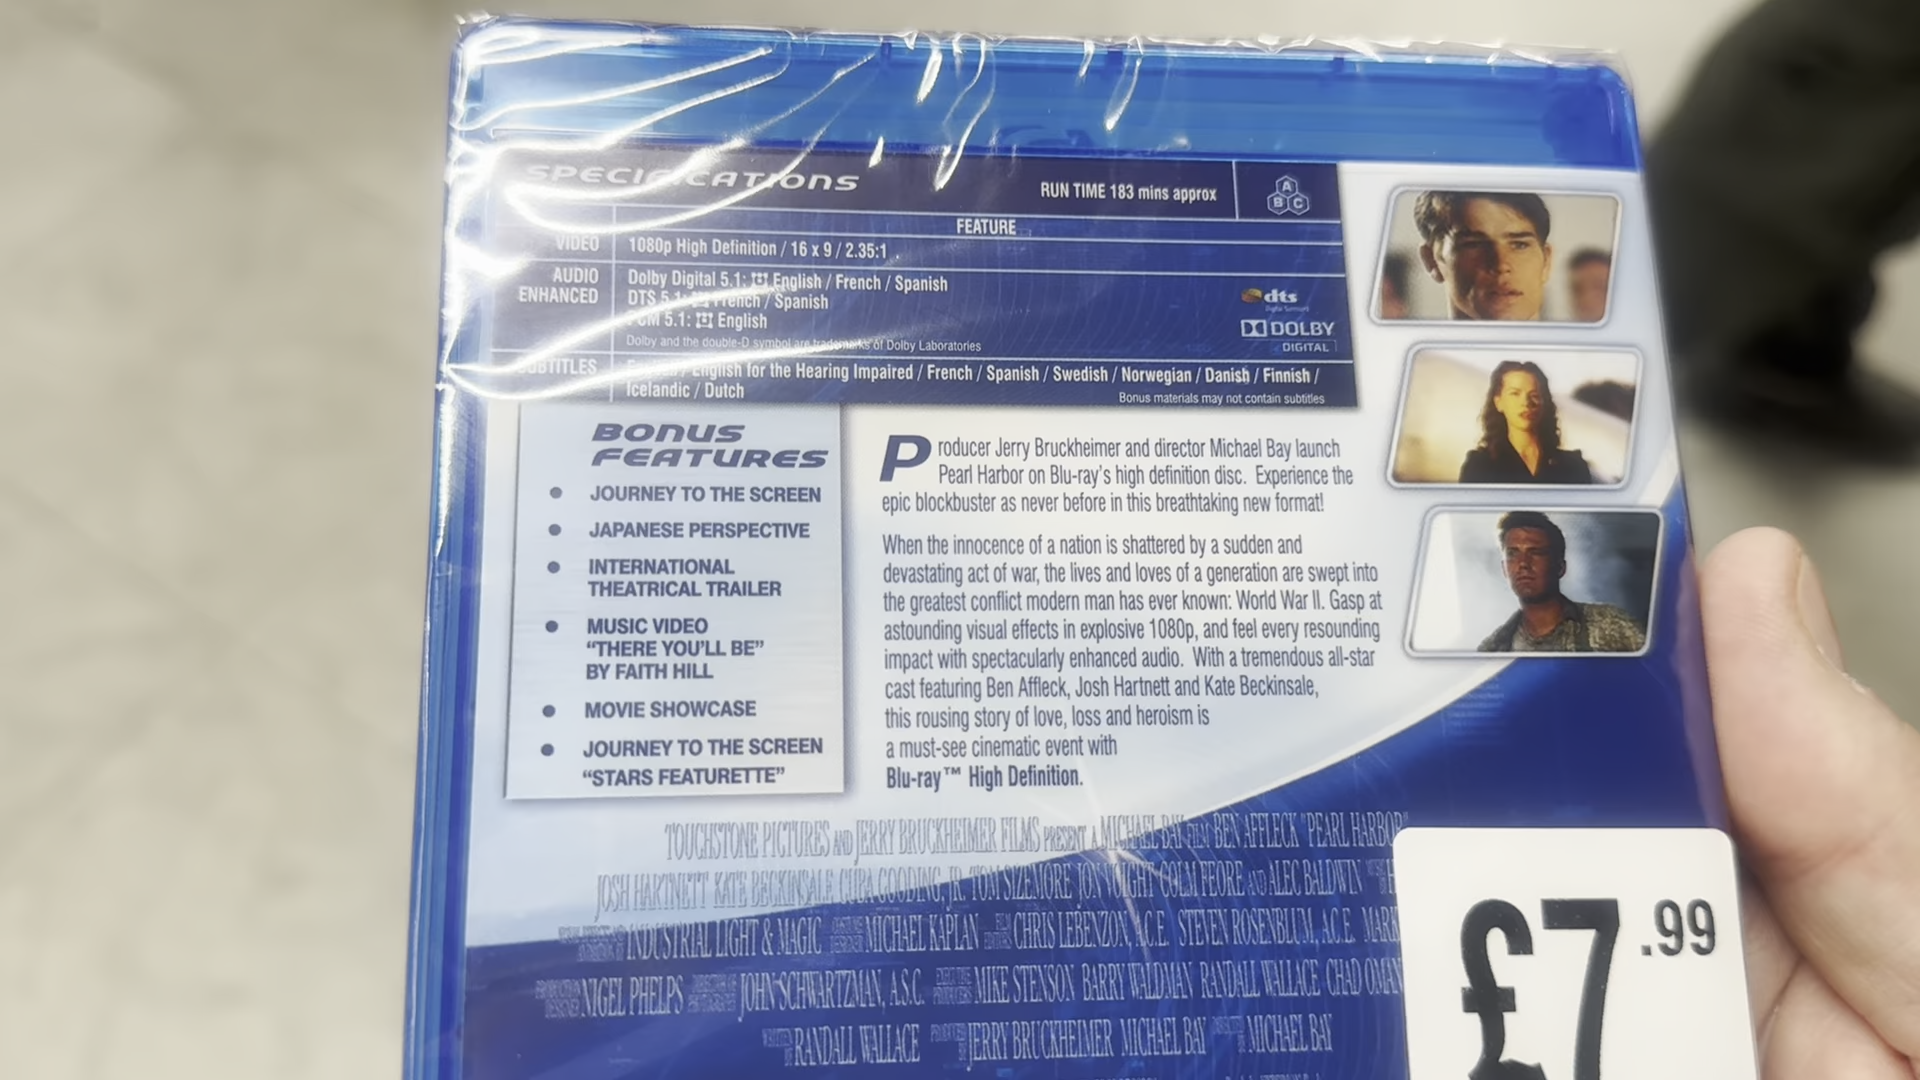 SPECIFICATIONS
RUN TIME 183 mins approx
A
B C
FEATURE
VIDEO
1080p High Definition / 16 x 9 / 2.35:1
AUDIO
ENHANCED
Dolby Digital 5.1: English / French / Spanish
DTS 5.1: French / Spanish
PCM 5.1: English
Dolby and the double-D symbol are trademarks of Dolby Laboratories
dts
DOLBY
DIGITAL
SUBTITLES
English / English for the Hearing Impaired / French / Spanish / Swedish / Norwegian / Danish / Finnish /
Icelandic / Dutch
Bonus materials may not contain subtitles
BONUS
FEATURES
• JOURNEY TO THE SCREEN
• JAPANESE PERSPECTIVE
• INTERNATIONAL
THEATRICAL TRAILER
• MUSIC VIDEO
“THERE YOU’LL BE”
BY FAITH HILL
• MOVIE SHOWCASE
• JOURNEY TO THE SCREEN
“STARS FEATURETTE”
Producer Jerry Bruckheimer and director Michael Bay launch
Pearl Harbor on Blu-ray’s high definition disc. Experience the
epic blockbuster as never before in this breathtaking new format!
When the innocence of a nation is shattered by a sudden and
devastating act of war, the lives and loves of a generation are swept into
the greatest conflict modern man has ever known: World War II. Gasp at
astounding visual effects in explosive 1080p, and feel every resounding
impact with spectacularly enhanced audio. With a tremendous all-star
cast featuring Ben Affleck, Josh Hartnett and Kate Beckinsale,
this rousing story of love, loss and heroism is
a must-see cinematic event with
Blu-ray™ High Definition.
TOUCHSTONE PICTURES AND JERRY BRUCKHEIMER FILMS PRESENT A MICHAEL BAY FILM BEN AFFLECK "PEARL HARBOR"
JOSH HARTNETT KATE BECKINSALE CUBA GOODING, JR. TOM SIZEMORE JON VOIGHT COLM FEORE AND ALEC BALDWIN
INDUSTRIAL LIGHT & MAGIC MICHAEL KAPLAN CHRIS LEBENZON, A.C.E. STEVEN ROSENBLUM, A.C.E. MARK
NIGEL PHELPS JOHN SCHWARTZMAN, A.S.C. MIKE STENSON BARRY WALDMAN RANDALL WALLACE CHAD OMAN
RANDALL WALLACE JERRY BRUCKHEIMER MICHAEL BAY MICHAEL BAY
£7.99